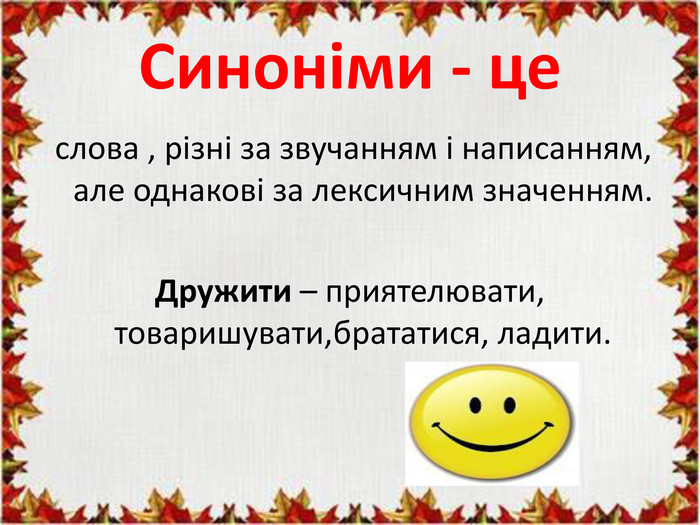 Синоніми - це
слова , різні за звучанням і написанням,
але однакові за лексичним значенням.
Дружити – приятелювати,
товаришувати,брататися, ладити.